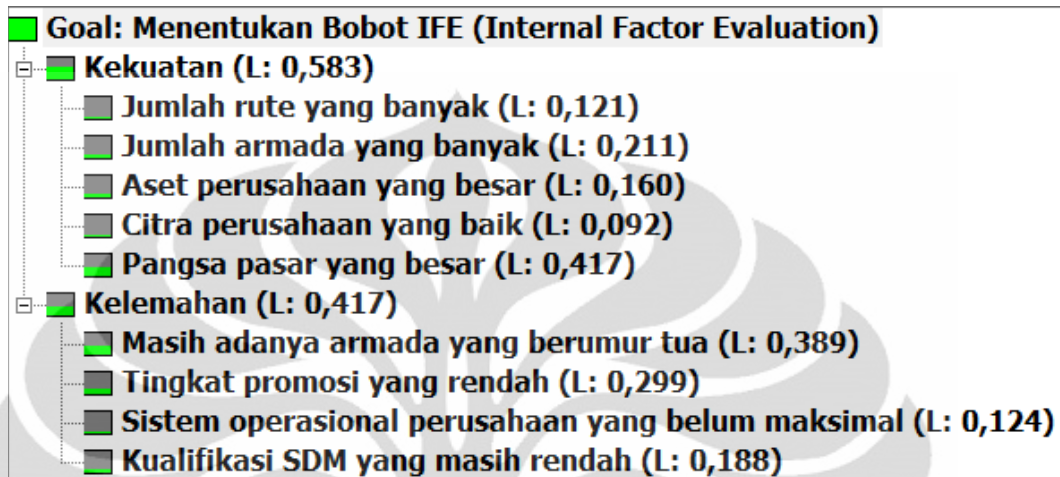 Goal: Menentukan Bobot IFE (Internal Factor Evaluation)
Kekuatan (L: 0,583)
Jumlah rute yang banyak (L: 0,121)
Jumlah armada yang banyak (L: 0,211)
Aset perusahaan yang besar (L: 0,160)
Citra perusahaan yang baik (L: 0,092)
Pangsa pasar yang besar (L: 0,417)
Kelemahan (L: 0,417)
Masih adanya armada yang berumur tua (L: 0,389)
Tingkat promosi yang rendah (L: 0,299)
Sistem operasional perusahaan yang belum maksimal (L: 0,124)
Kualifikasi SDM yang masih rendah (L: 0,188)